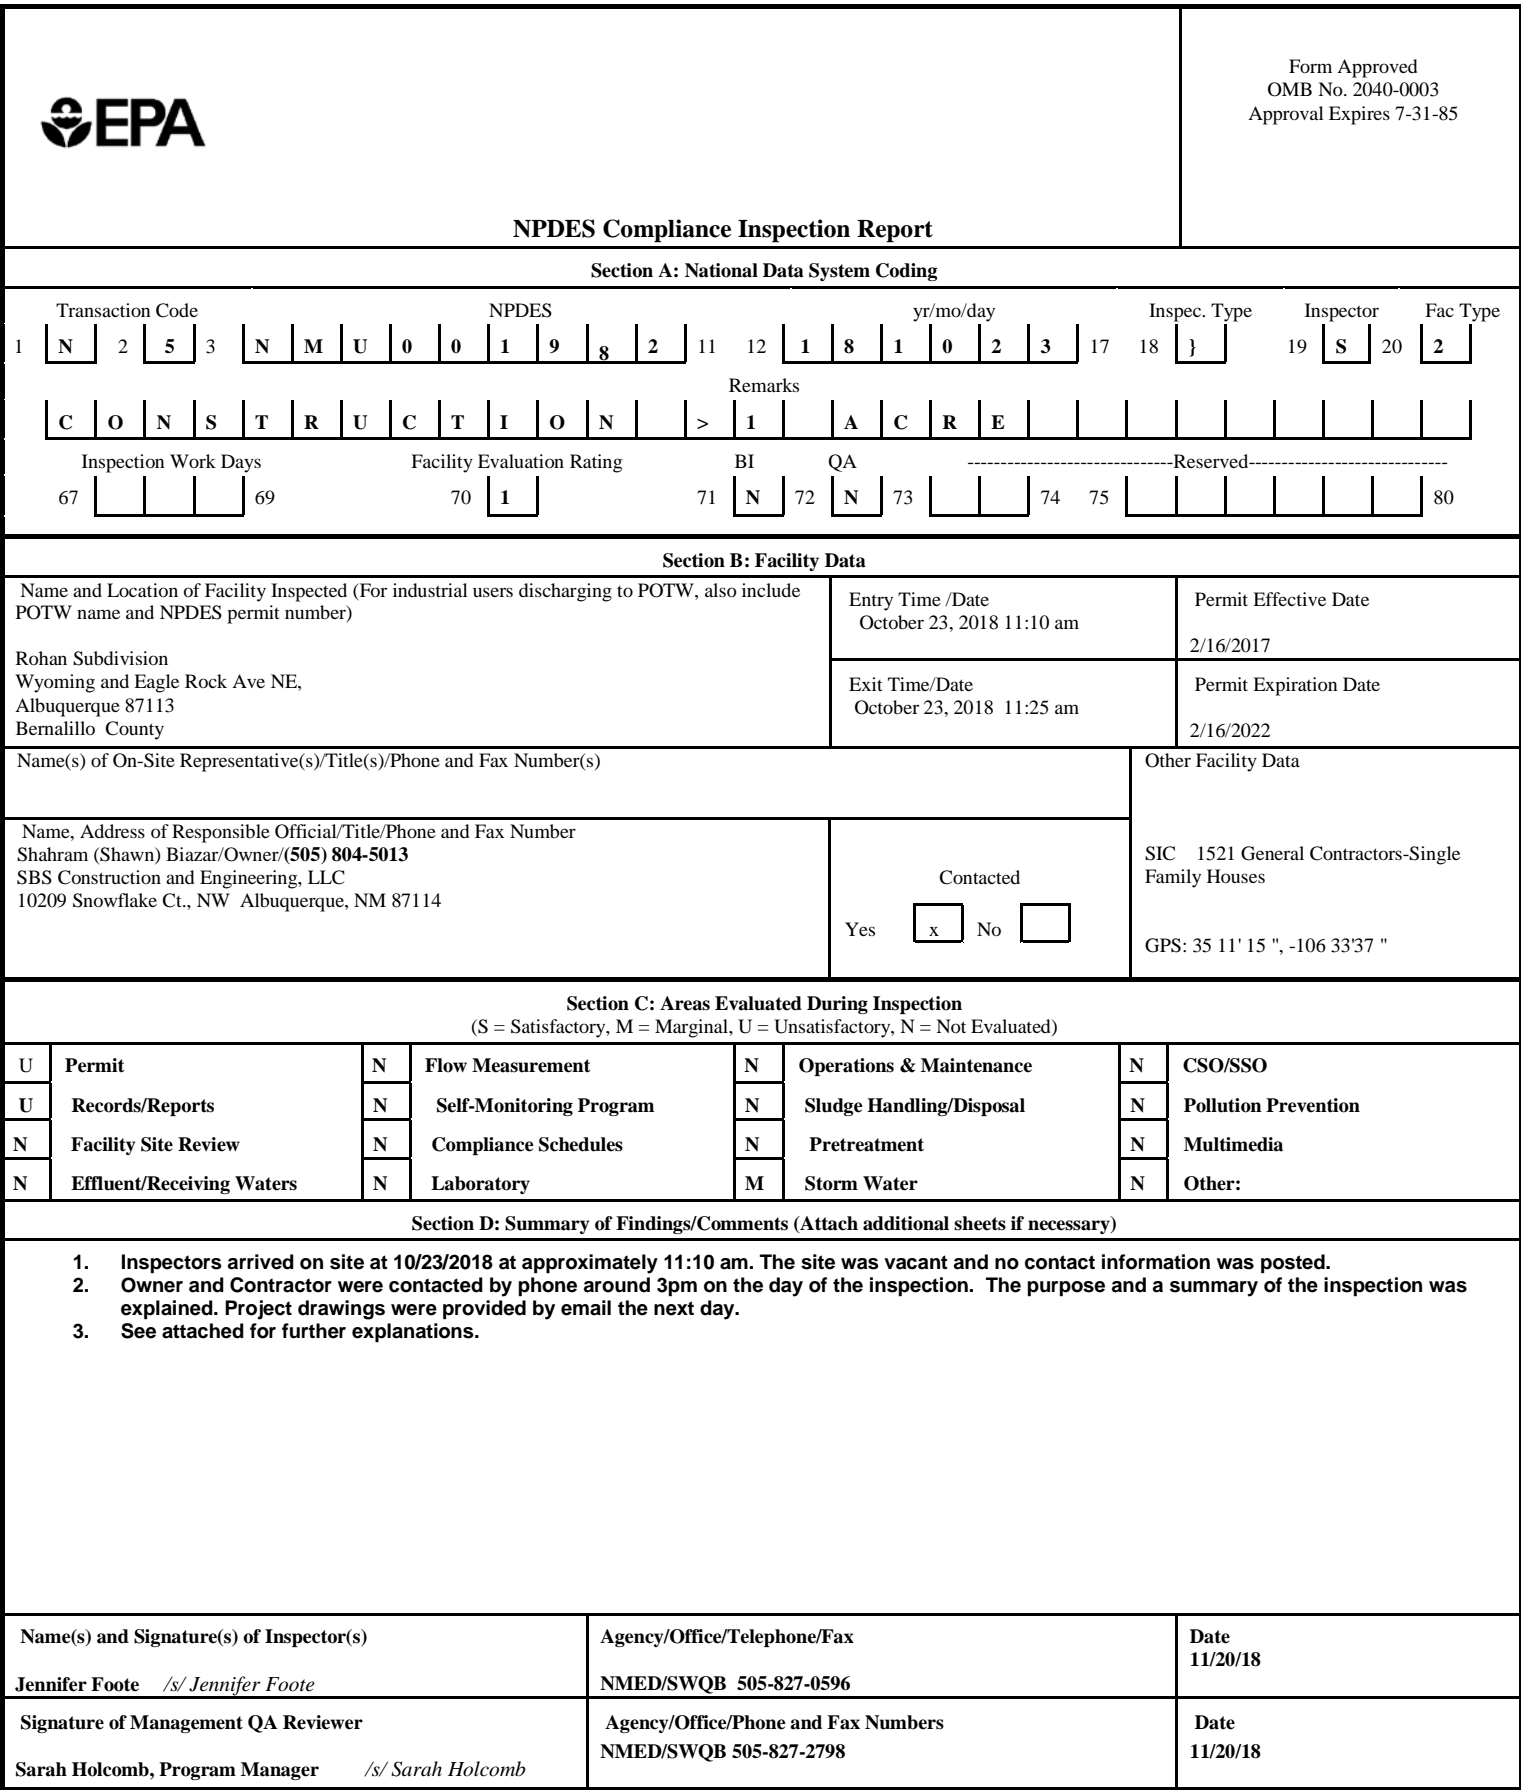 EPA
Form Approved
OMB No. 2040-0003
Approval Expires 7-31-85
NPDES Compliance Inspection Report
Section A: National Data System Coding
Transaction Code NPDES yr/mo/day Inspec. Type Inspector Fac Type
1 N 2 5 3 N M U 0 0 1 9 8 2 11 12 1 8 1 0 2 3 17 18 } 19 S 20 2
Remarks
C O N S T R U C T I O N > 1 A C R E
Inspection Work Days Facility Evaluation Rating BI QA -------------------------------Reserved------------------------------
67 69 70 1 71 N 72 N 73 74 75 80
Section B: Facility Data
Name and Location of Facility Inspected (For industrial users discharging to POTW, also include
POTW name and NPDES permit number)
Rohan Subdivision
Wyoming and Eagle Rock Ave NE,
Albuquerque 87113
Bernalillo County
Entry Time /Date
October 23, 2018 11:10 am
Permit Effective Date
2/16/2017
Exit Time/Date
October 23, 2018 11:25 am
Permit Expiration Date
2/16/2022
Name(s) of On-Site Representative(s)/Title(s)/Phone and Fax Number(s)
Other Facility Data
SIC 1521 General Contractors-Single
Family Houses
GPS: 35 11' 15 ", -106 33'37 "
Name, Address of Responsible Official/Title/Phone and Fax Number
Shahram (Shawn) Biazar/Owner/(505) 804-5013
SBS Construction and Engineering, LLC
10209 Snowflake Ct., NW Albuquerque, NM 87114
Contacted
Yes x No
Section C: Areas Evaluated During Inspection
(S = Satisfactory, M = Marginal, U = Unsatisfactory, N = Not Evaluated)
U Permit N Flow Measurement N Operations & Maintenance N CSO/SSO
U Records/Reports N Self-Monitoring Program N Sludge Handling/Disposal N Pollution Prevention
N Facility Site Review N Compliance Schedules N Pretreatment N Multimedia
N Effluent/Receiving Waters N Laboratory M Storm Water N Other:
Section D: Summary of Findings/Comments (Attach additional sheets if necessary)
1. Inspectors arrived on site at 10/23/2018 at approximately 11:10 am. The site was vacant and no contact information was posted.
2. Owner and Contractor were contacted by phone around 3pm on the day of the inspection. The purpose and a summary of the inspection was
explained. Project drawings were provided by email the next day.
3. See attached for further explanations.
Name(s) and Signature(s) of Inspector(s)
Jennifer Foote /s/ Jennifer Foote
Agency/Office/Telephone/Fax
NMED/SWQB 505-827-0596
Date
11/20/18
Signature of Management QA Reviewer
Sarah Holcomb, Program Manager /s/ Sarah Holcomb
Agency/Office/Phone and Fax Numbers
NMED/SWQB 505-827-2798
Date
11/20/18